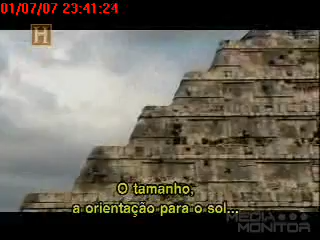 01/07/07 23:41:24
H
O tamanho,
a orientação para o sol...
MEDIA
MONITOR